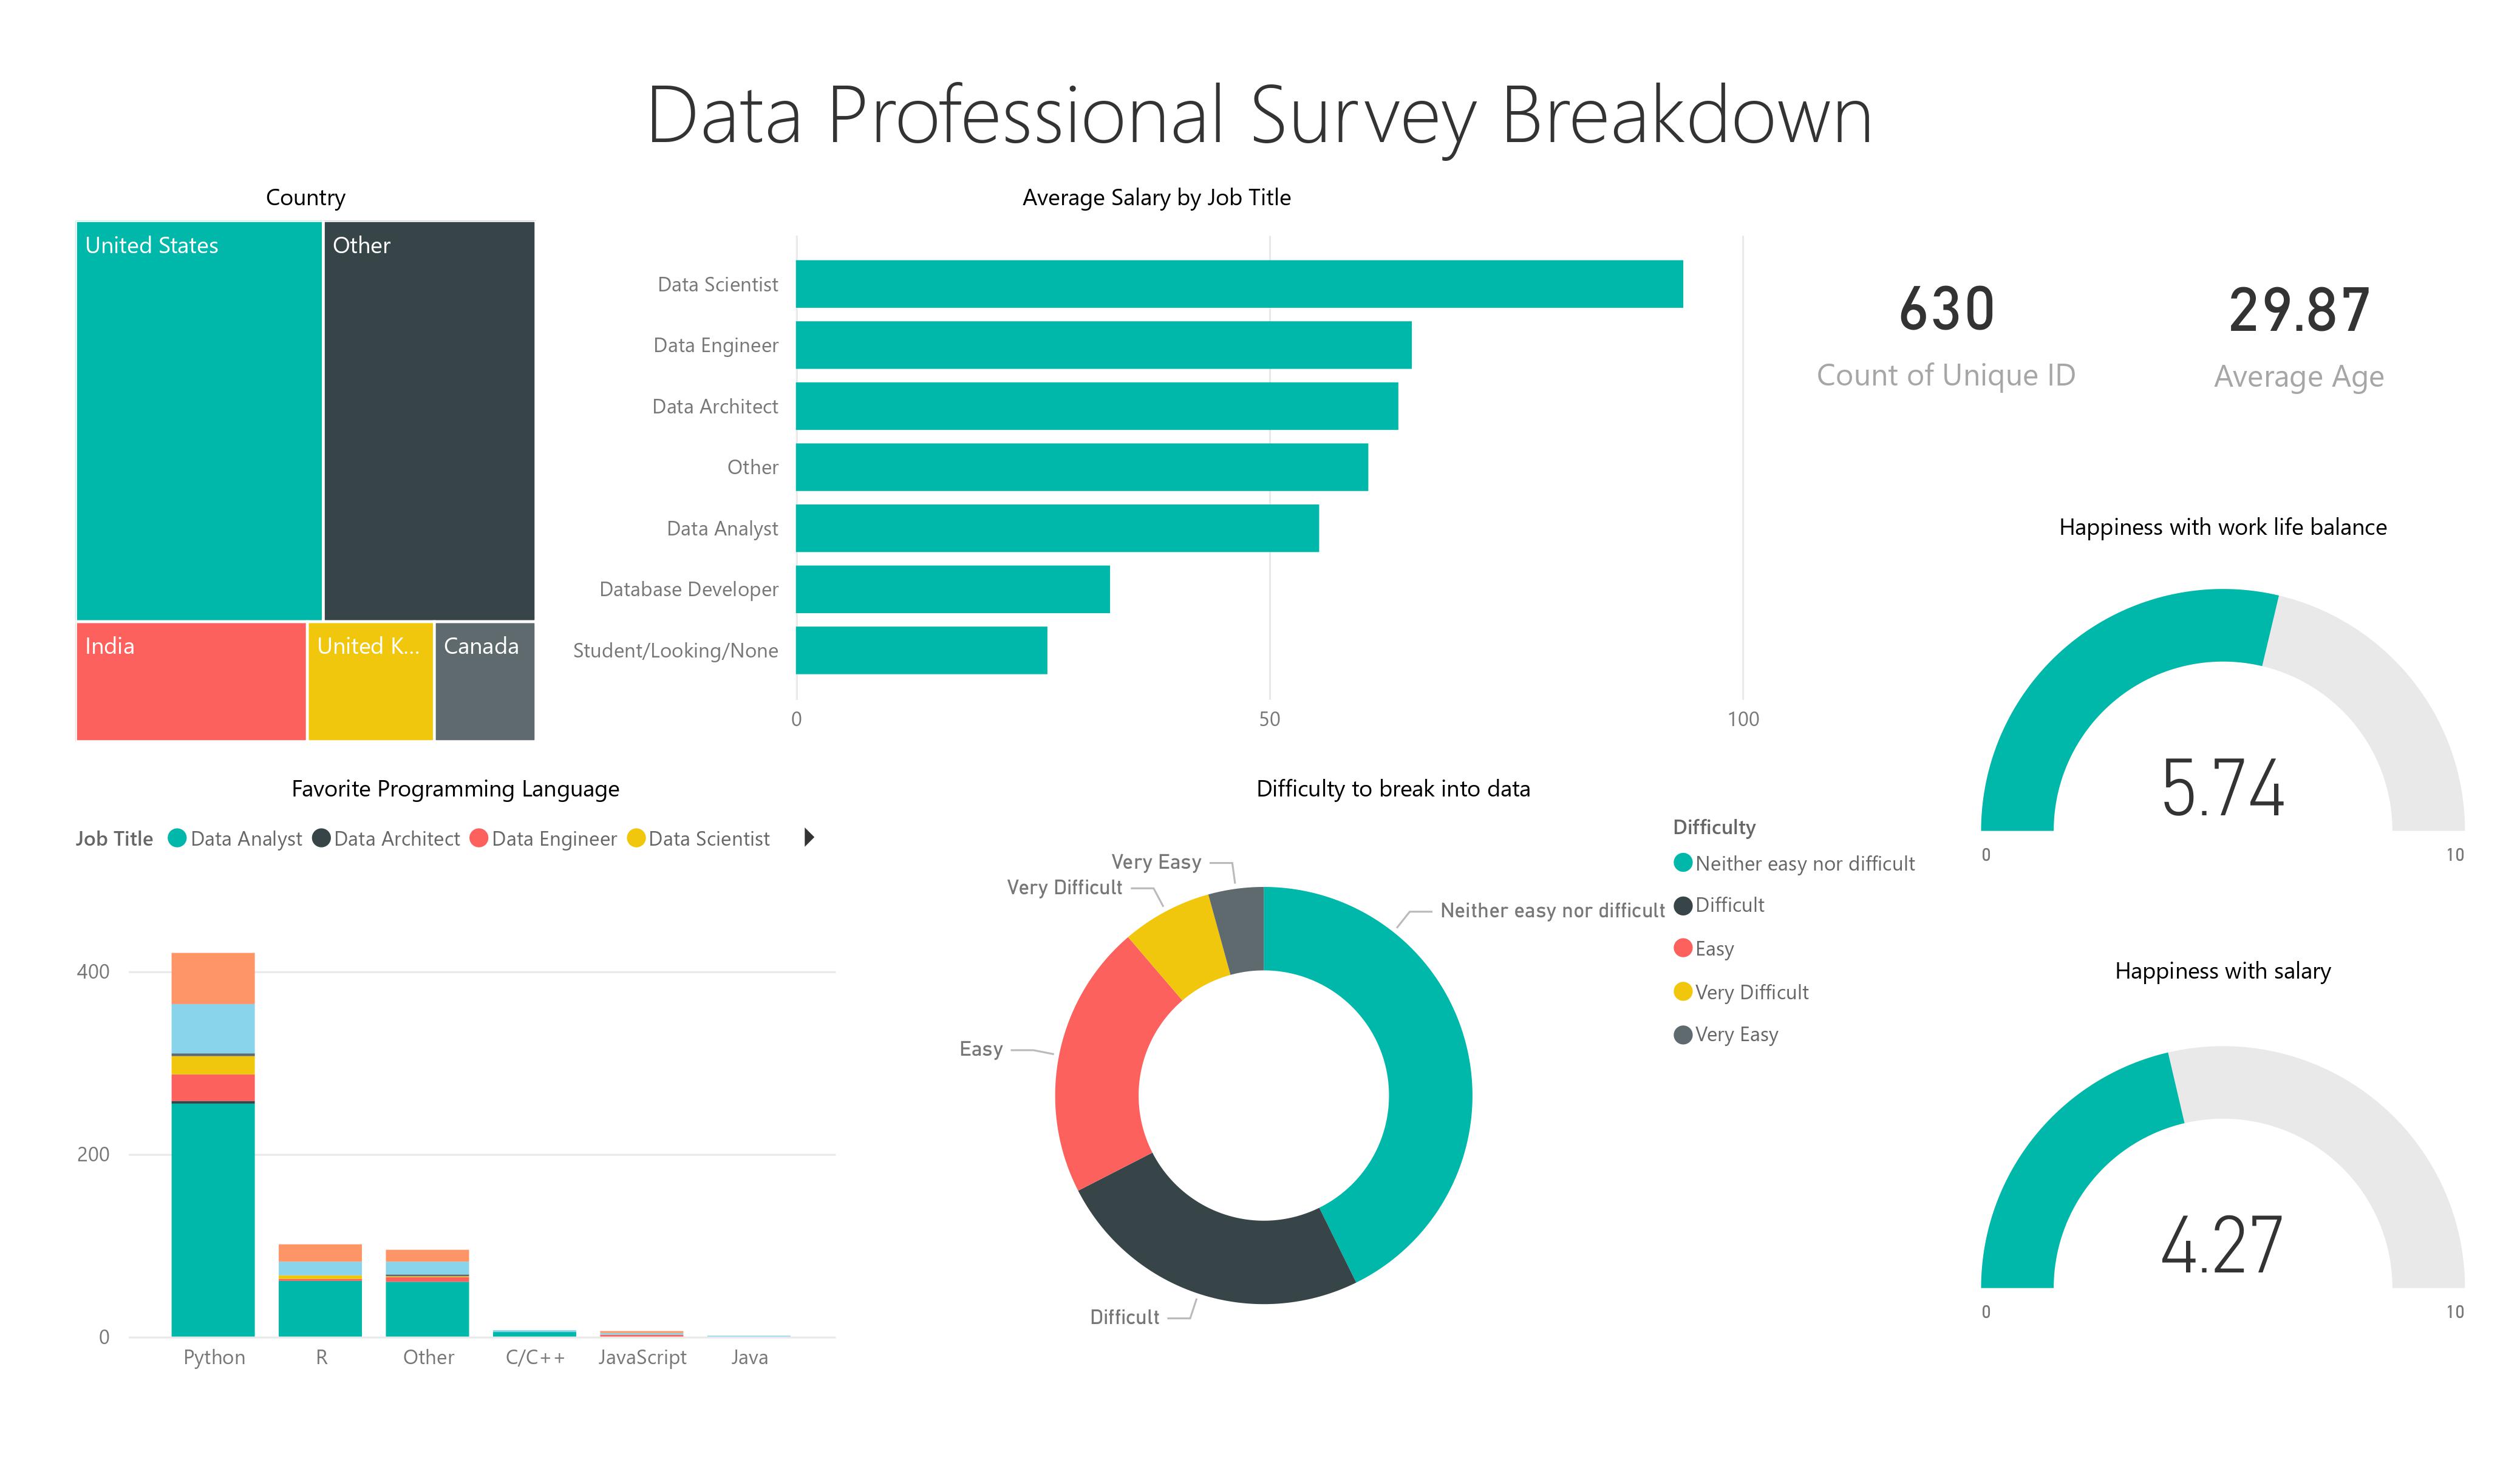 Data Professional Survey Breakdown
Country
United States
Other
India
United K...
Canada
Average Salary by Job Title
Data Scientist
Data Engineer
Data Architect
Other
Data Analyst
Database Developer
Student/Looking/None
0 50 100
630
Count of Unique ID
29.87
Average Age
Happiness with work life balance
5.74
0 10
Favorite Programming Language
Job Title Data Analyst Data Architect Data Engineer Data Scientist
400
200
0
Python R Other C/C++ JavaScript Java
Difficulty to break into data
Very Easy
Very Difficult
Neither easy nor difficult
Easy
Difficult
Difficulty
Neither easy nor difficult
Difficult
Easy
Very Difficult
Very Easy
Happiness with salary
4.27
0 10